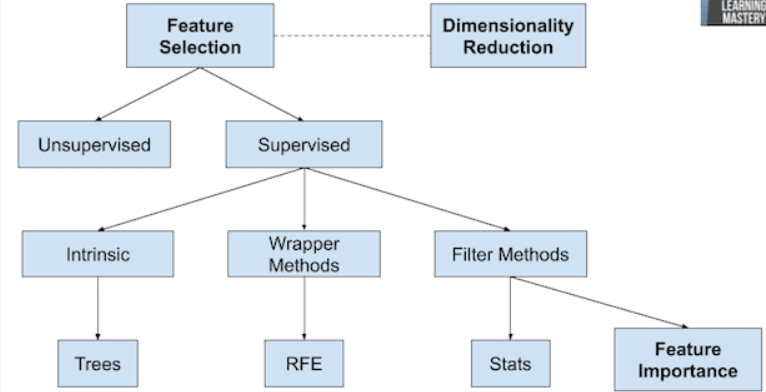 LEARNING
MASTERY
Feature
Selection
Dimensionality
Reduction
Unsupervised
Supervised
Intrinsic
Wrapper
Methods
Filter Methods
Trees
RFE
Stats
Feature
Importance